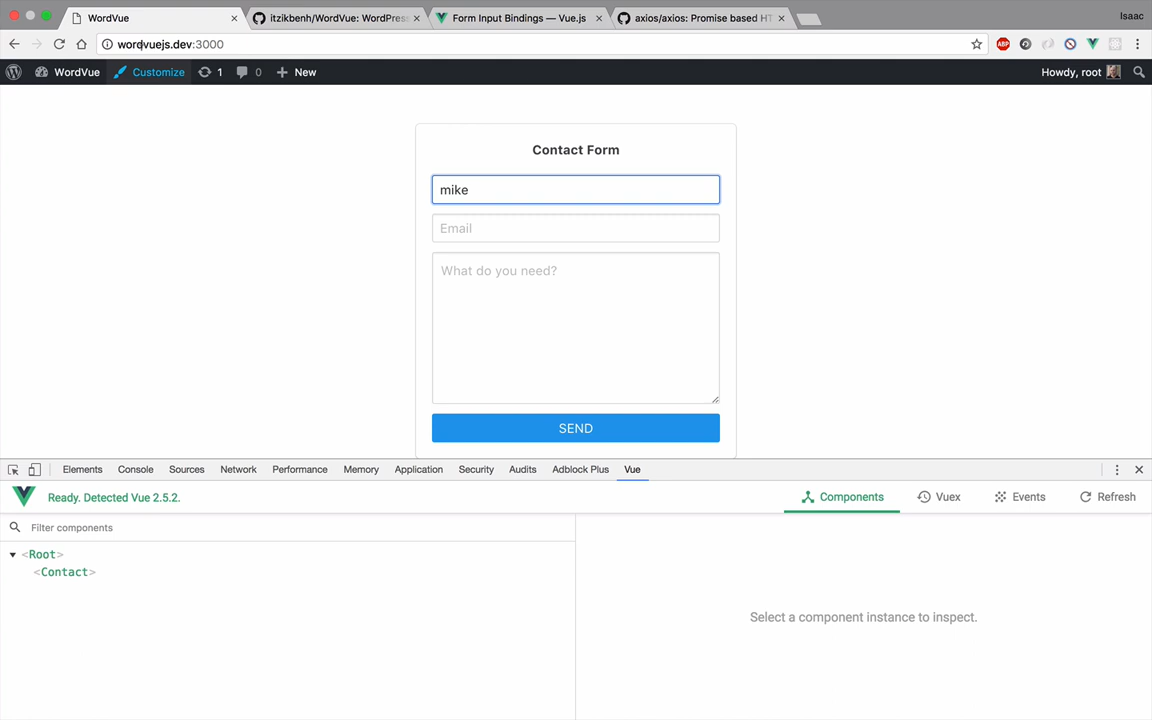 WordVue
itzikbenh/WordVue: WordPress
Form Input Bindings — Vue.js
axios/axios: Promise based HT
Isaac
wordvuejs.dev:3000
ABP
WordVue
Customize
1
0
New
Howdy, root
Contact Form
mike
Email
What do you need?
SEND
Elements
Console
Sources
Network
Performance
Memory
Application
Security
Audits
Adblock Plus
Vue
Ready. Detected Vue 2.5.2.
Components
Vuex
Events
Refresh
Filter components
<Root>
<Contact>
Select a component instance to inspect.